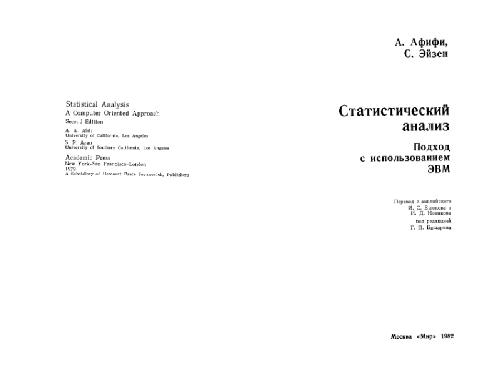 Statistical Analysis
A Computer Oriented Approach
Second Edition
A. A. Afifi
University of California, Los Angeles
S. P. Azen
University of Southern California, Los Angeles
Academic Press
New York-San Francisco-London
1979
a Subsidiary of Harcourt Brace Jovanovich, Publishers
А. Афифи,
С. Эйзен
Статистический
анализ
Подход
с использованием
ЭВМ
Перевод с английского
И. С. Енюкова и
И. Д. Новикова
под редакцией
Г. П. Башарина
Москва «Мир» 1982